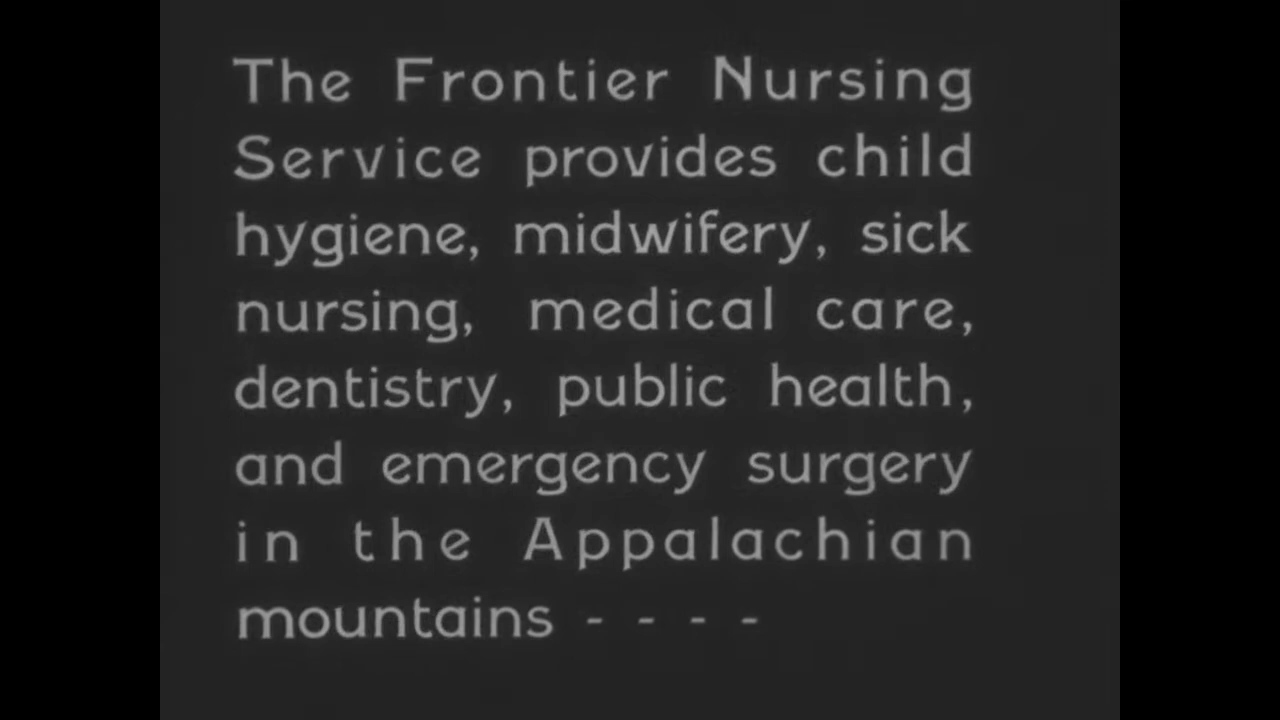 The Frontier Nursing
Service provides child
hygiene, midwifery, sick
nursing, medical care,
dentistry, public health,
and emergency surgery
in the Appalachian
mountains - - - -